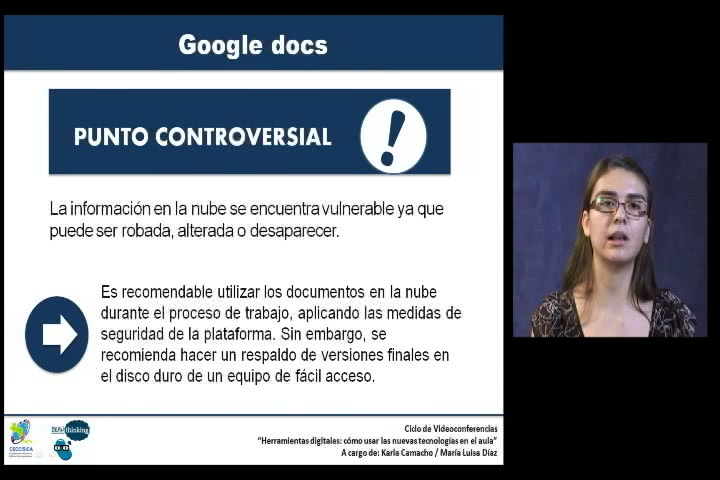 Google docs
PUNTO CONTROVERSIAL
La información en la nube se encuentra vulnerable ya que
puede ser robada, alterada o desaparecer.
Es recomendable utilizar los documentos en la nube
durante el proceso de trabajo, aplicando las medidas de
seguridad de la plataforma. Sin embargo, se
recomienda hacer un respaldo de versiones finales en
el disco duro de un equipo de fácil acceso.
CECCSICA
thinking
Ciclo de Videoconferencias
"Herramientas digitales: cómo usar las nuevas tecnologías en el aula"
A cargo de: Karla Camacho / María Luisa Díaz